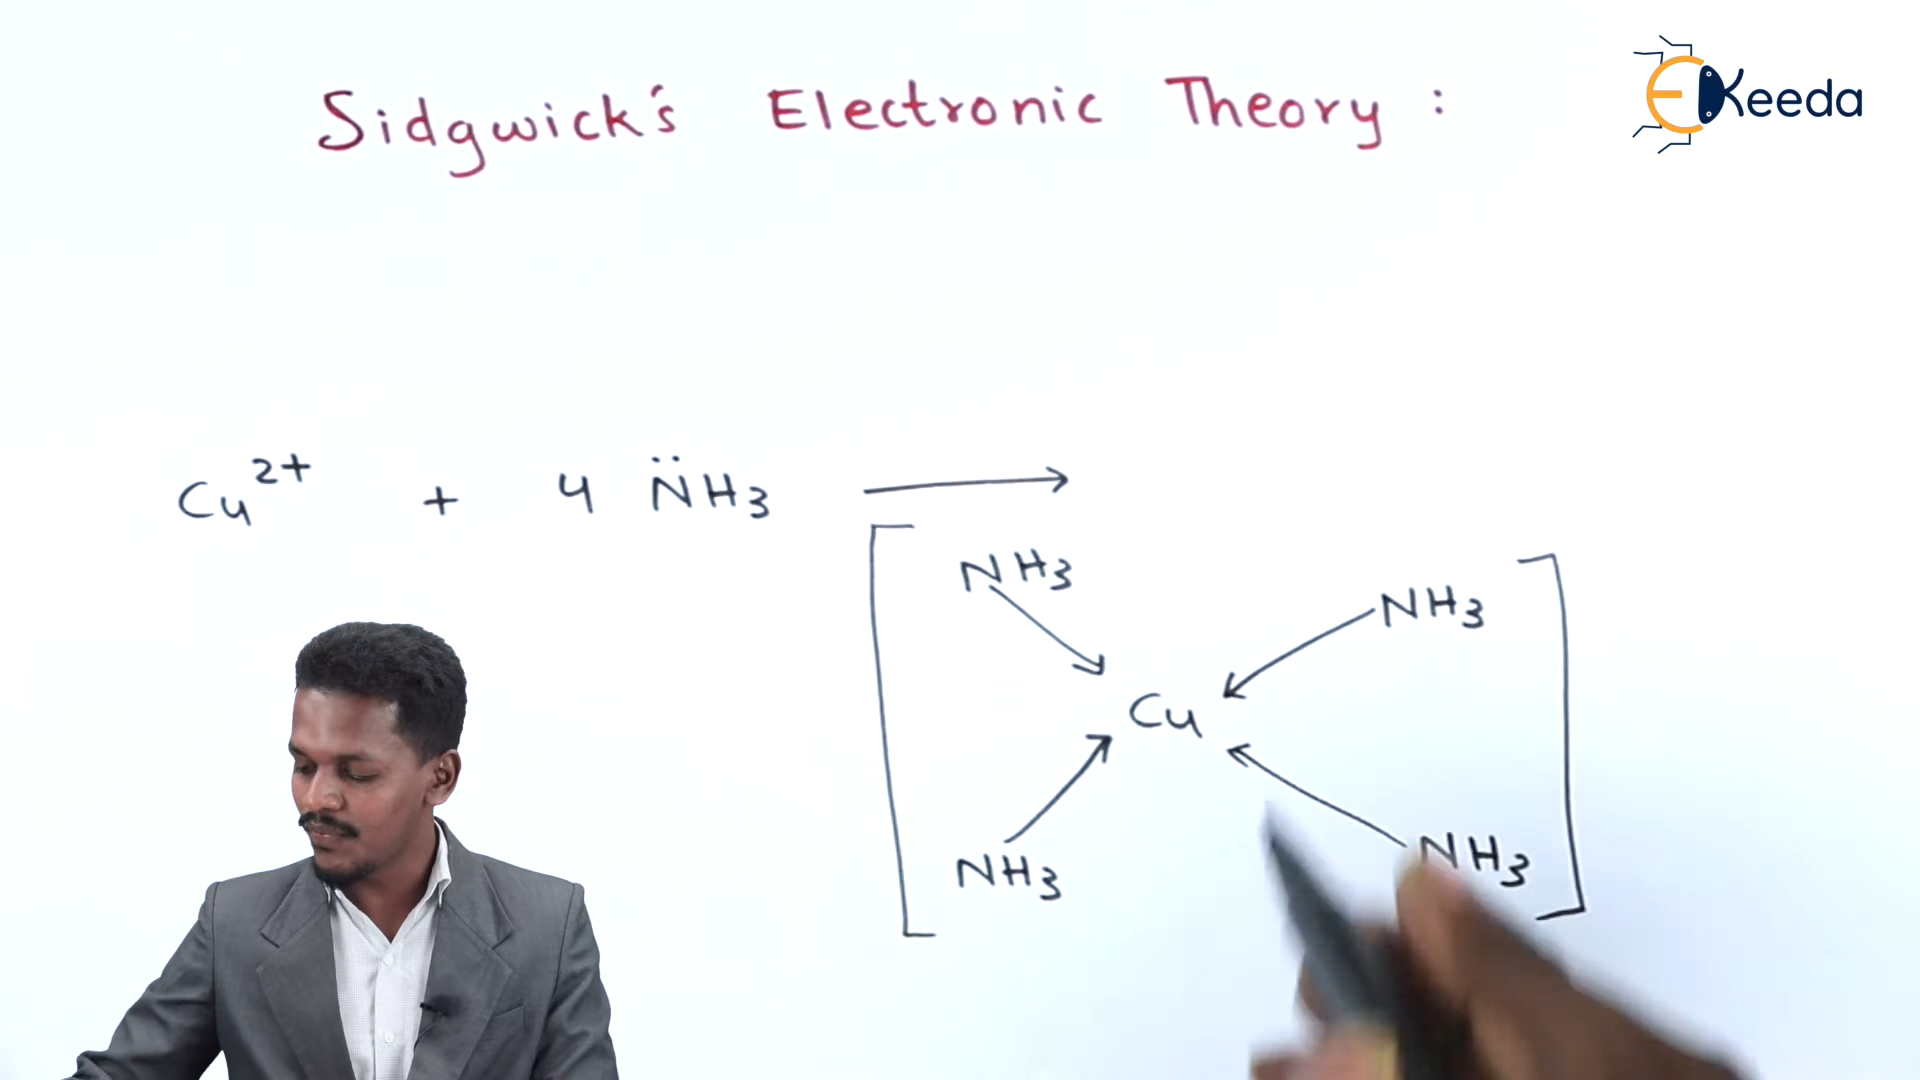 Sidgwick's Electronic Theory :
EKeeda
Cu²⁺ + 4 N̈H₃ ⟶
NH₃ NH₃
Cu
NH₃ NH₃